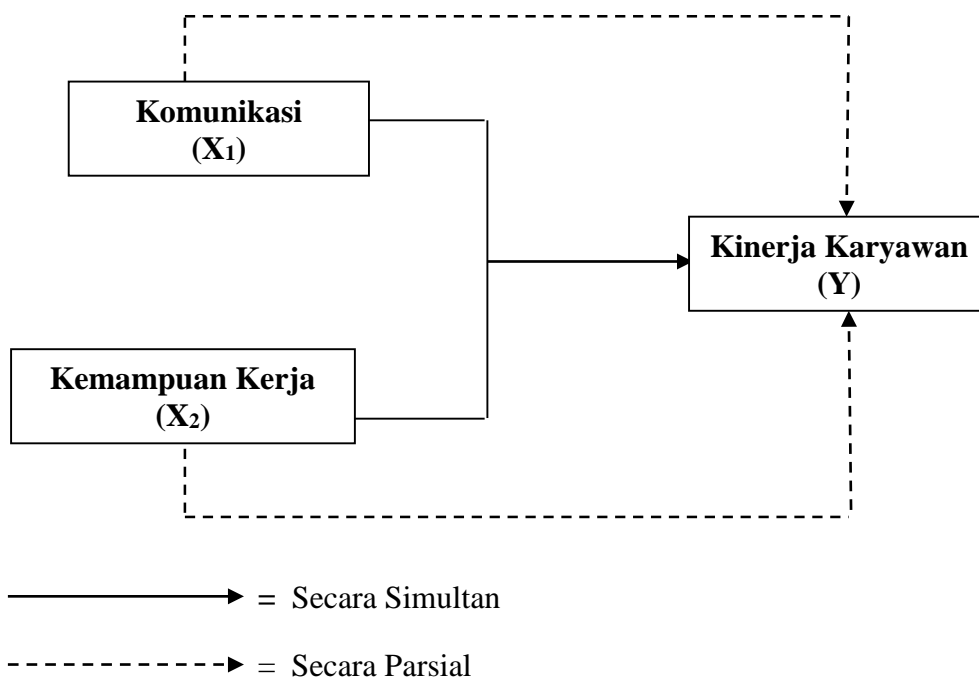 Komunikasi
(X1)
Kinerja Karyawan
(Y)
Kemampuan Kerja
(X2)
= Secara Simultan
= Secara Parsial